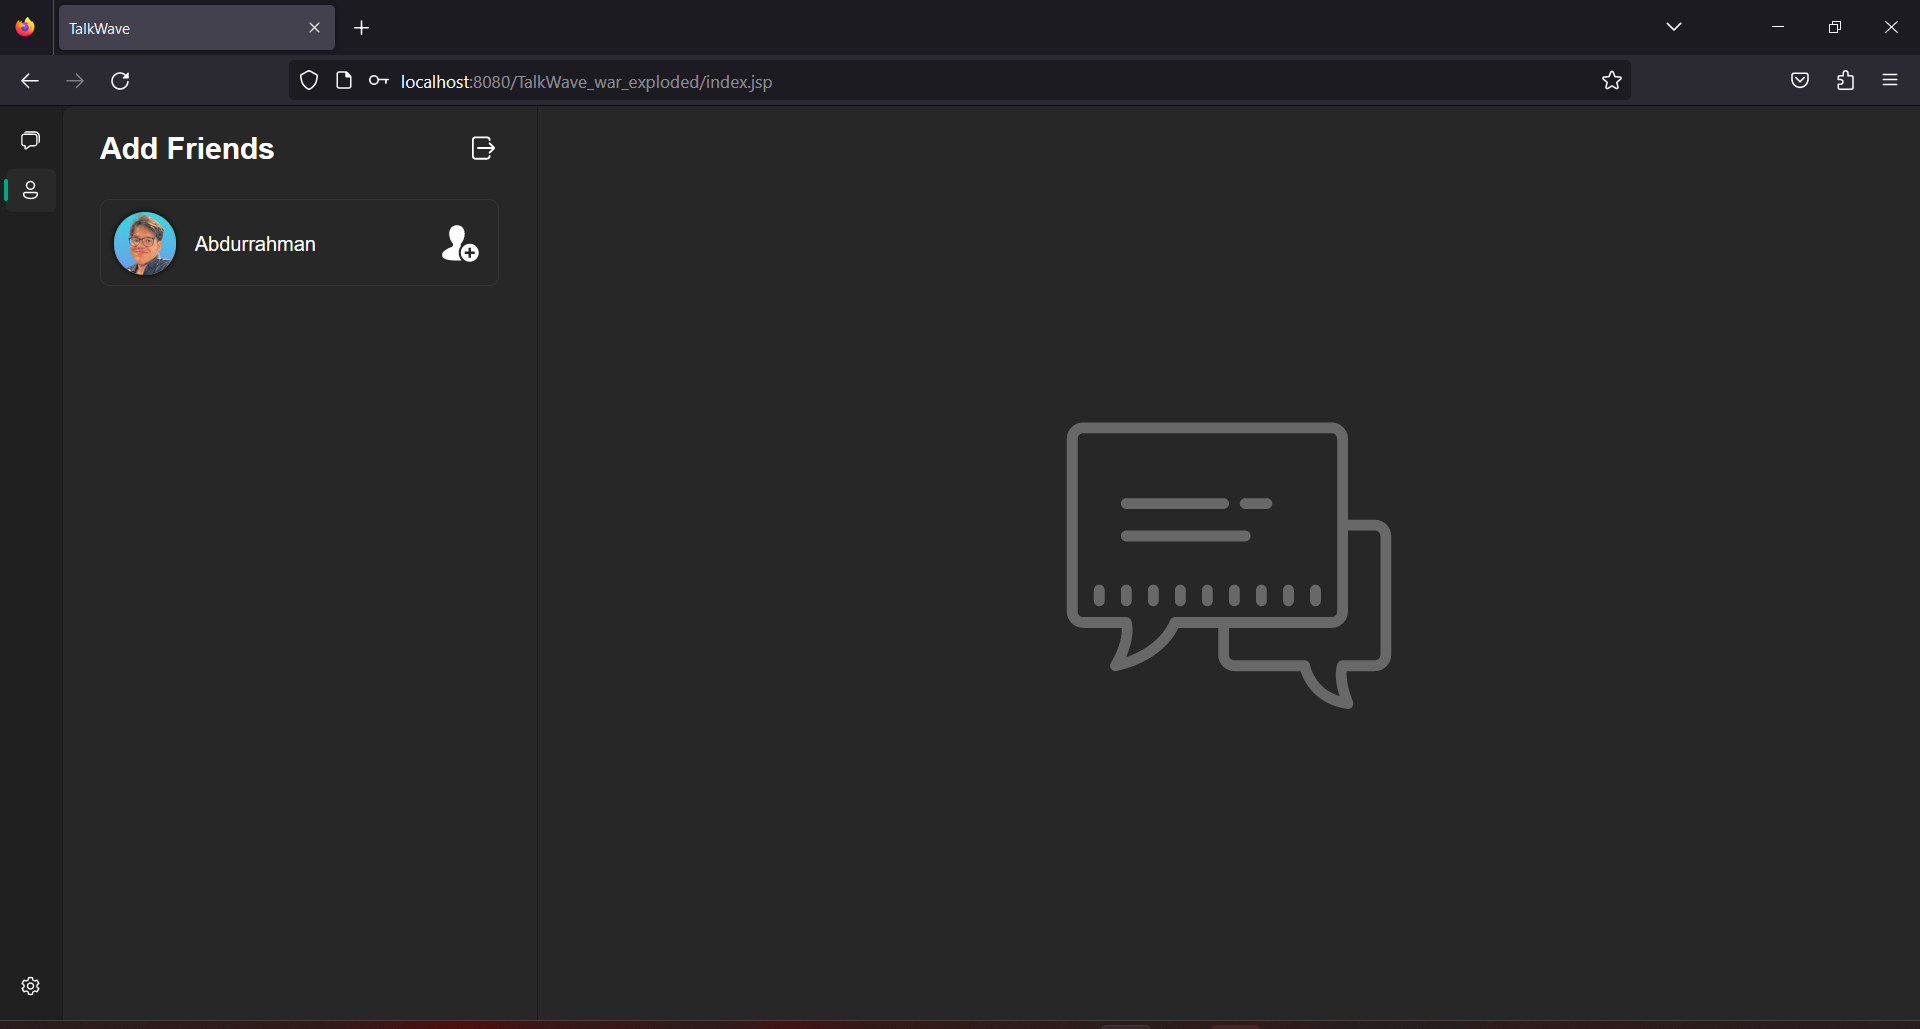 TalkWave
localhost:8080/TalkWave_war_exploded/index.jsp
Add Friends
Abdurrahman